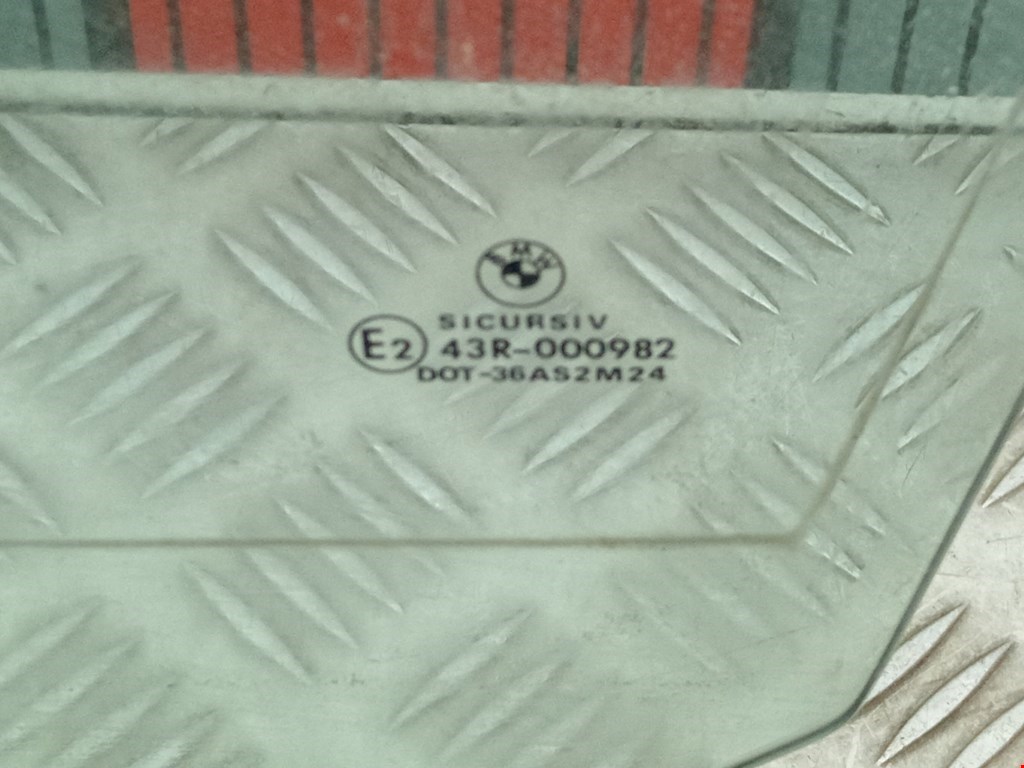 BMW
SICURSIV
E2 43R-000982
DOT-36AS2M24